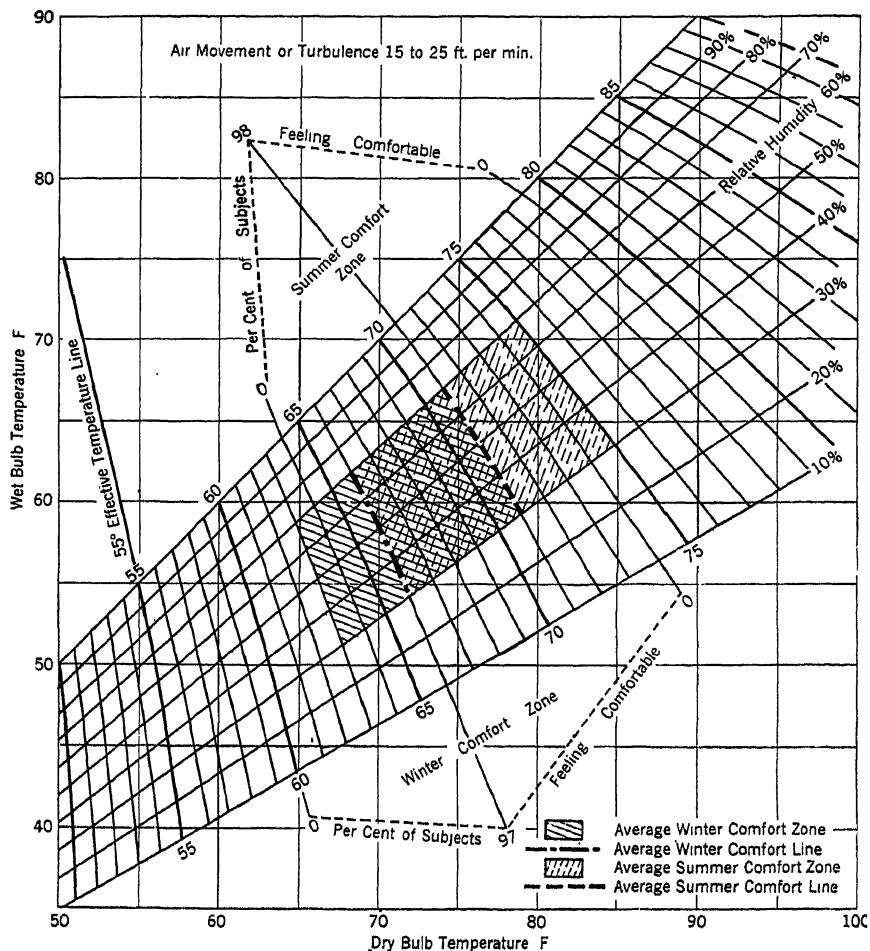 90
Air Movement or Turbulence 15 to 25 ft. per min.
90%
80%
70%
60%
50%
40%
30%
20%
10%
Relative Humidity
85
80
75
70
65
60
55
98
Feeling Comfortable
0
Per Cent of Subjects
0
Summer Comfort
Zone
80
70
60
50
40
Wet Bulb Temperature F
55° Effective Temperature Line
75
70
65
60
55
0
Winter Comfort Zone
Feeling Comfortable
0
Per Cent of Subjects
97
Average Winter Comfort Zone
Average Winter Comfort Line
Average Summer Comfort Zone
Average Summer Comfort Line
50
60
70
80
90
100
Dry Bulb Temperature F